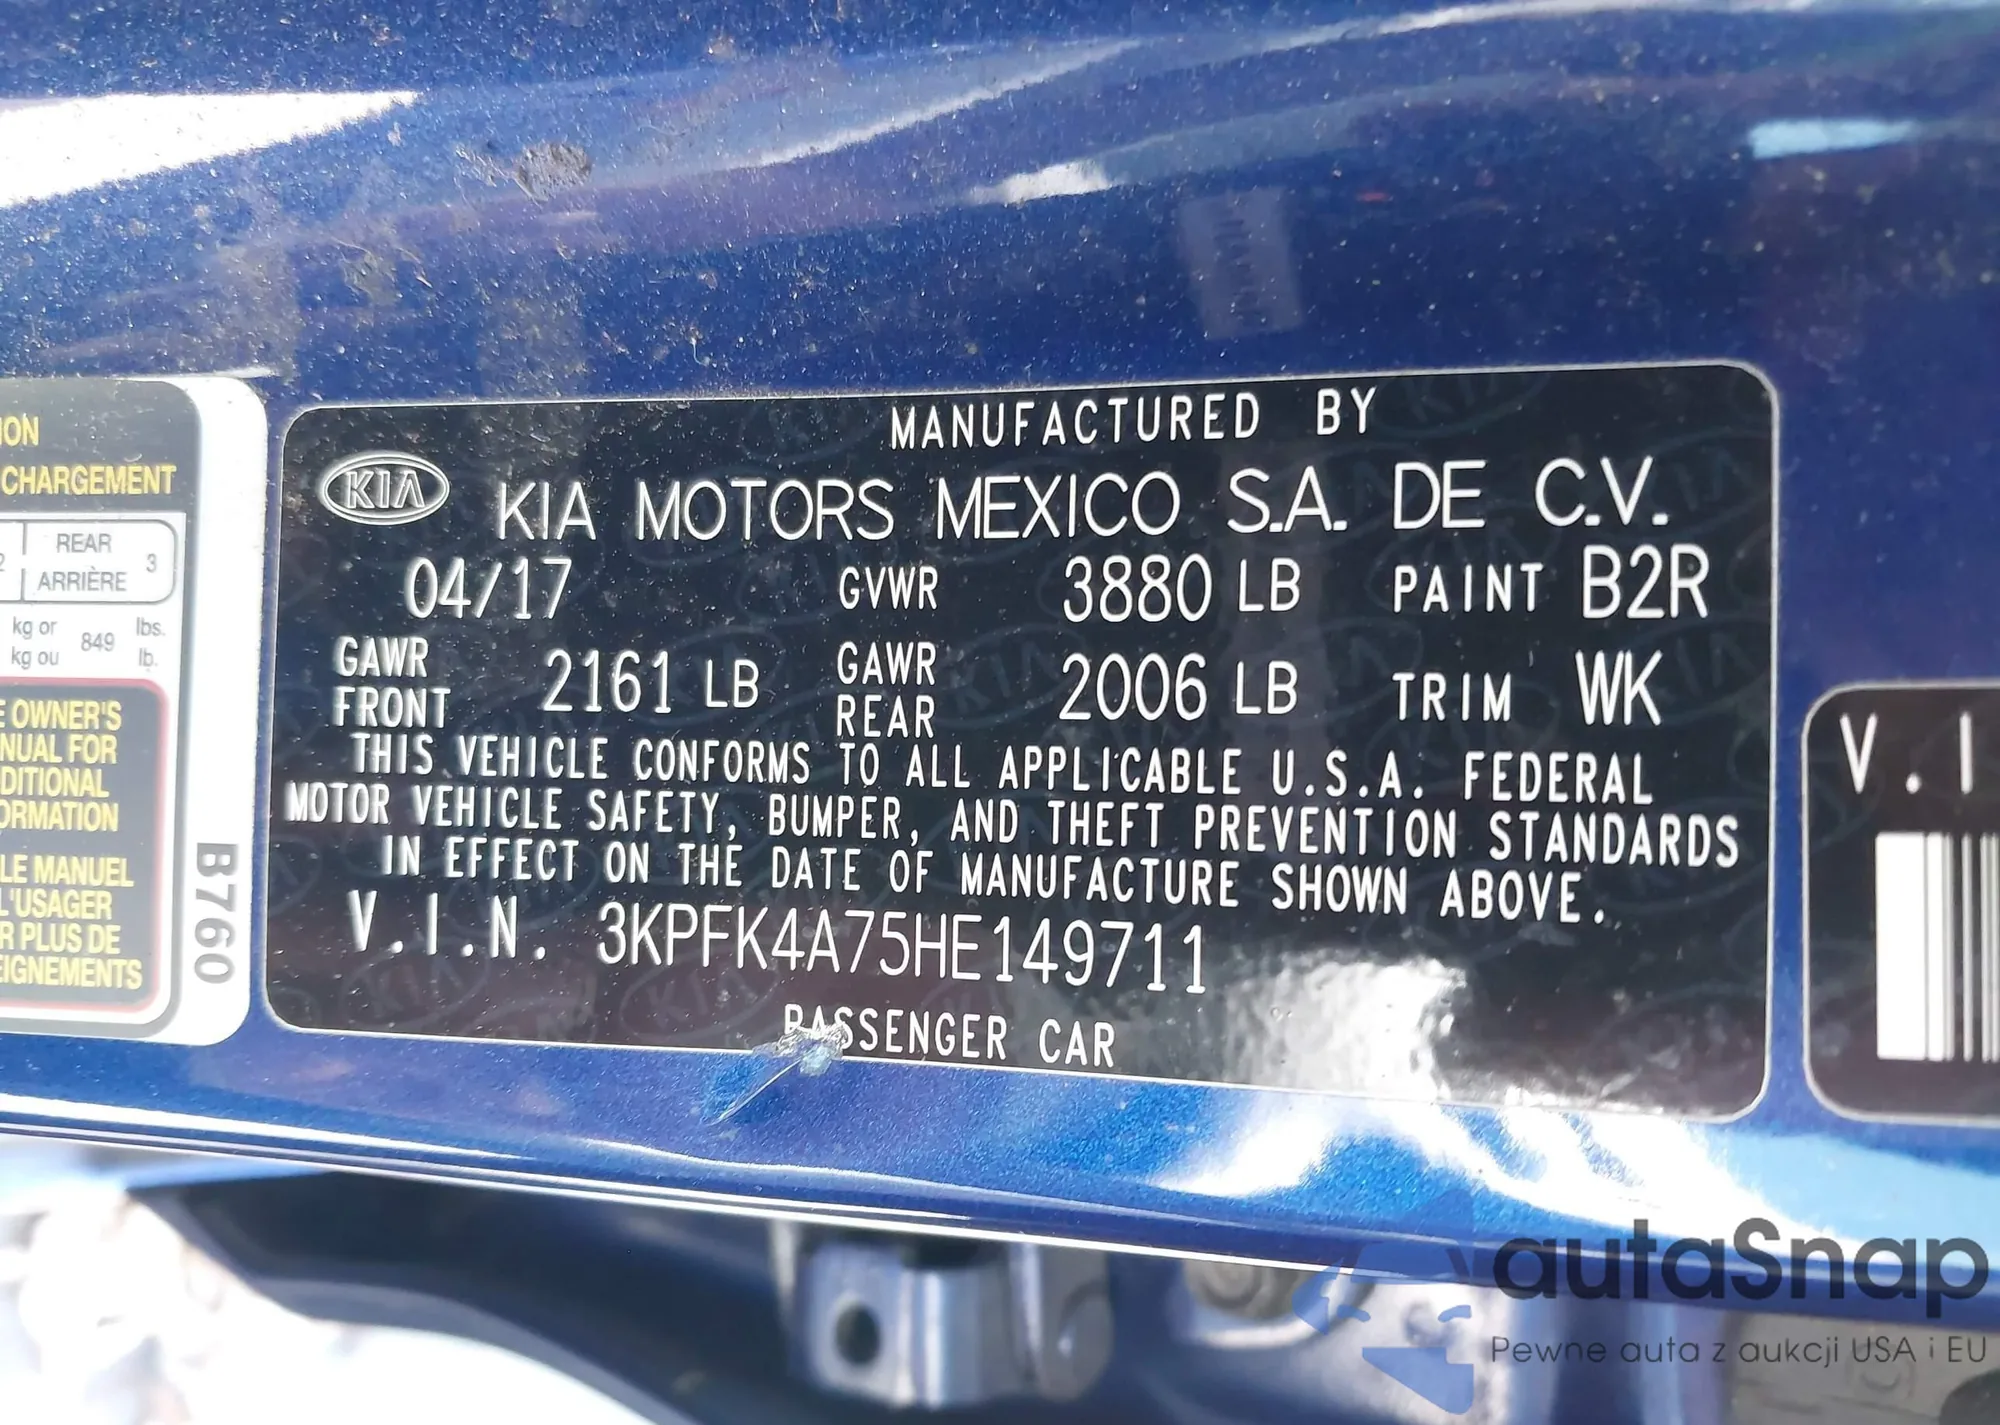 ION
CHARGEMENT
2 REAR 3
ARRIÈRE
kg or 849 lbs.
kg ou lb.
E OWNER'S
NUAL FOR
DITIONAL
ORMATION
LE MANUEL
L'USAGER
R PLUS DE
EIGNEMENTS
B760
MANUFACTURED BY
KIA KIA MOTORS MEXICO S.A. DE C.V.
04/17 GVWR 3880 LB PAINT B2R
GAWR FRONT 2161 LB GAWR REAR 2006 LB TRIM WK
THIS VEHICLE CONFORMS TO ALL APPLICABLE U.S.A. FEDERAL
MOTOR VEHICLE SAFETY, BUMPER, AND THEFT PREVENTION STANDARDS
IN EFFECT ON THE DATE OF MANUFACTURE SHOWN ABOVE.
V.I.N. 3KPFK4A75HE149711
PASSENGER CAR
V.I
autaSnap
Pewne auta z aukcji USA i EU